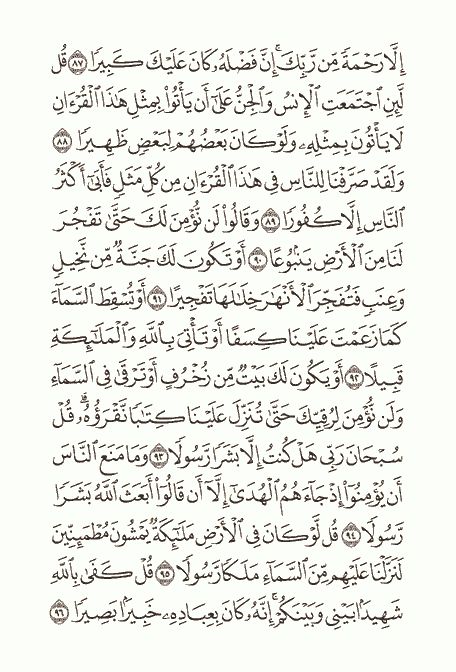 إِلَّا رَحْمَةً مِّن رَّبِّكَ ۚ إِنَّ فَضْلَهُۥ كَانَ عَلَيْكَ كَبِيرًا ٨٧ قُل
لَّئِنِ ٱجْتَمَعَتِ ٱلْإِنسُ وَٱلْجِنُّ عَلَىٰٓ أَن يَأْتُوا۟ بِمِثْلِ هَٰذَا ٱلْقُرْءَانِ
لَا يَأْتُونَ بِمِثْلِهِۦ وَلَوْ كَانَ بَعْضُهُمْ لِبَعْضٍ ظَهِيرًا ٨٨
وَلَقَدْ صَرَّفْنَا لِلنَّاسِ فِى هَٰذَا ٱلْقُرْءَانِ مِن كُلِّ مَثَلٍ فَأَبَىٰٓ أَكْثَرُ
ٱلنَّاسِ إِلَّا كُفُورًا ٨٩ وَقَالُوا۟ لَن نُّؤْمِنَ لَكَ حَتَّىٰ تَفْجُرَ
لَنَا مِنَ ٱلْأَرْضِ يَنۢبُوعًا ٩٠ أَوْ تَكُونَ لَكَ جَنَّةٌ مِّن نَّخِيلٍ
وَعِنَبٍ فَتُفَجِّرَ ٱلْأَنْهَٰرَ خِلَٰلَهَا تَفْجِيرًا ٩١ أَوْ تُسْقِطَ ٱلسَّمَآءَ
كَمَا زَعَمْتَ عَلَيْنَا كِسَفًا أَوْ تَأْتِىَ بِٱللَّهِ وَٱلْمَلَٰٓئِكَةِ
قَبِيلًا ٩٢ أَوْ يَكُونَ لَكَ بَيْتٌ مِّن زُخْرُفٍ أَوْ تَرْقَىٰ فِى ٱلسَّمَآءِ
وَلَن نُّؤْمِنَ لِرُقِيِّكَ حَتَّىٰ تُنَزِّلَ عَلَيْنَا كِتَٰبًا نَّقْرَؤُهُۥ ۗ قُلْ
سُبْحَانَ رَبِّى هَلْ كُنتُ إِلَّا بَشَرًا رَّسُولًا ٩٣ وَمَا مَنَعَ ٱلنَّاسَ
أَن يُؤْمِنُوٓا۟ إِذْ جَآءَهُمُ ٱلْهُدَىٰٓ إِلَّآ أَن قَالُوٓا۟ أَبَعَثَ ٱللَّهُ بَشَرًا
رَّسُولًا ٩٤ قُل لَّوْ كَانَ فِى ٱلْأَرْضِ مَلَٰٓئِكَةٌ يَمْشُونَ مُطْمَئِنِّينَ
لَنَزَّلْنَا عَلَيْهِم مِّنَ ٱلسَّمَآءِ مَلَكًا رَّسُولًا ٩٥ قُلْ كَفَىٰ بِٱللَّهِ
شَهِيدًۢا بَيْنِى وَبَيْنَكُمْ ۚ إِنَّهُۥ كَانَ بِعِبَادِهِۦ خَبِيرًۢا بَصِيرًا ٩٦